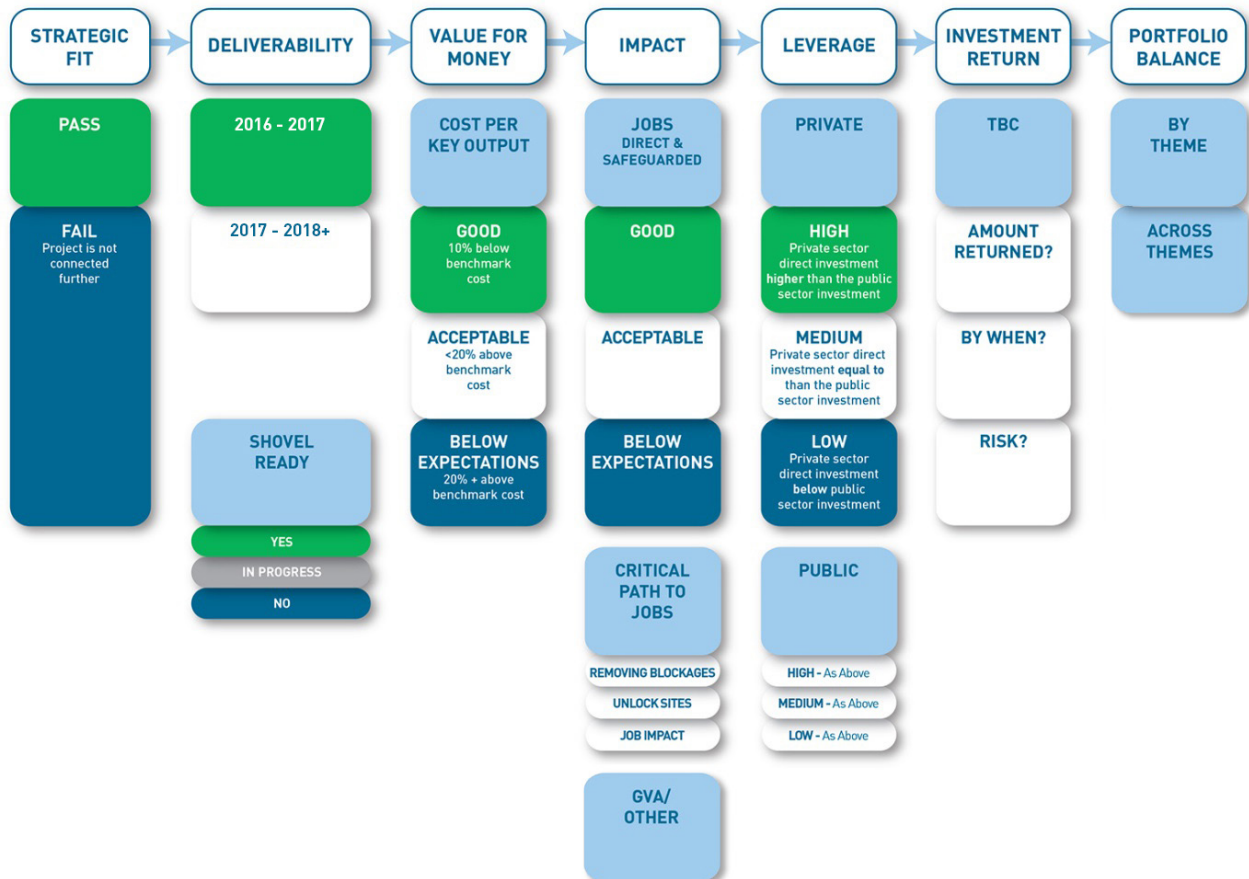 STRATEGIC
FIT
DELIVERABILITY
VALUE FOR
MONEY
IMPACT
LEVERAGE
INVESTMENT
RETURN
PORTFOLIO
BALANCE
PASS
FAIL
Project is not
connected
further
2016 - 2017
2017 - 2018+
SHOVEL
READY
YES
IN PROGRESS
NO
COST PER
KEY OUTPUT
GOOD
10% below
benchmark
cost
ACCEPTABLE
<20% above
benchmark
cost
BELOW
EXPECTATIONS
20% + above
benchmark cost
JOBS
DIRECT &
SAFEGUARDED
GOOD
ACCEPTABLE
BELOW
EXPECTATIONS
CRITICAL
PATH TO
JOBS
REMOVING BLOCKAGES
UNLOCK SITES
JOB IMPACT
GVA/
OTHER
PRIVATE
HIGH
Private sector
direct investment
higher than the public
sector investment
MEDIUM
Private sector direct
investment equal to
than the public
sector investment
LOW
Private sector
direct investment
below public
sector investment
PUBLIC
HIGH - As Above
MEDIUM - As Above
LOW - As Above
TBC
AMOUNT
RETURNED?
BY WHEN?
RISK?
BY
THEME
ACROSS
THEMES